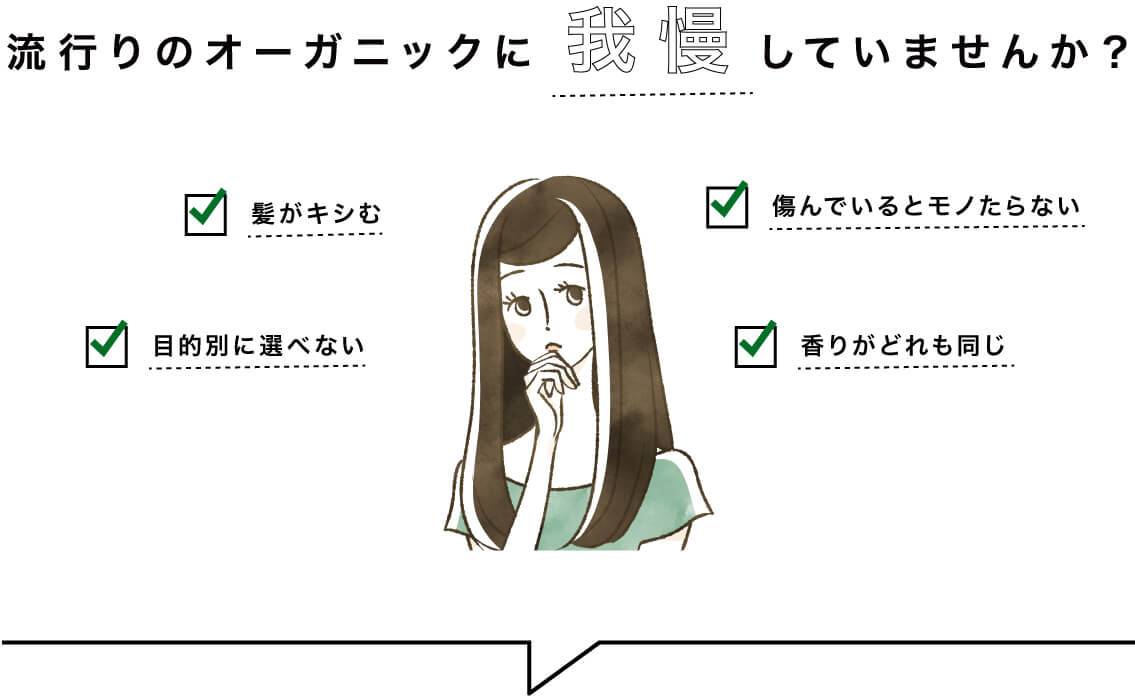 流行りのオーガニックに我慢していませんか?
髪がキシむ
傷んでいるとモノたらない
目的別に選べない
香りがどれも同じ